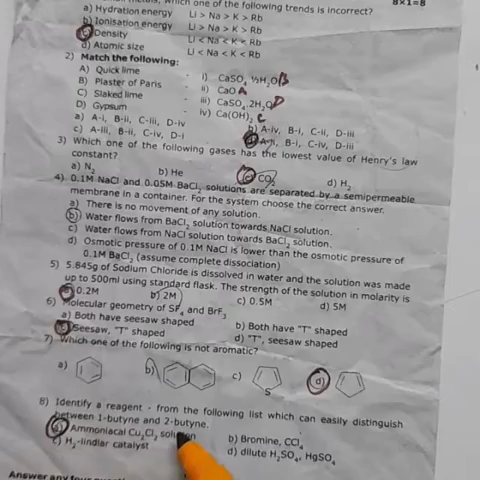 which one of the following trends is incorrect? 8×1=8
a) Hydration energy Li > Na > K > Rb
b) Ionisation energy Li > Na > K > Rb
c) Density Li < Na < K < Rb
d) Atomic size Li < Na < K < Rb
2) Match the following:
A) Quick lime - i) CaSO4 ½H2O B
B) Plaster of Paris - ii) CaO A
C) Slaked lime - iii) CaSO4.2H2O D
D) Gypsum - iv) Ca(OH)2 C
a) A-i, B-ii, C-iii, D-iv b) A-iv, B-i, C-ii, D-iii
c) A-iii, B-ii, C-iv, D-i A-ii, B-i, C-iv, D-iii
3) Which one of the following gases has the lowest value of Henry's law
constant?
a) N2 b) He c) CO2 d) H2
4) 0.1M NaCl and 0.05M BaCl2 solutions are separated by a semipermeable
membrane in a container. For the system choose the correct answer.
a) There is no movement of any solution.
b) Water flows from BaCl2 solution towards NaCl solution.
c) Water flows from NaCl solution towards BaCl2 solution.
d) Osmotic pressure of 0.1M NaCl is lower than the osmotic pressure of
0.1M BaCl2 (assume complete dissociation)
5) 5.845g of Sodium Chloride is dissolved in water and the solution was made
up to 500ml using standard flask. The strength of the solution in molarity is
a) 0.2M b) 2M c) 0.5M d) 5M
6) Molecular geometry of SF4 and BrF3
a) Both have seesaw shaped b) Both have "T" shaped
Seesaw, "T" shaped d) "T", seesaw shaped
7) Which one of the following is not aromatic?
a) b) c) S d)
8) Identify a reagent - from the following list which can easily distinguish
between 1-butyne and 2-butyne.
a) Ammoniacal Cu2Cl2 solution b) Bromine, CCl4
c) H2-lindlar catalyst d) dilute H2SO4, HgSO4
Answer any four